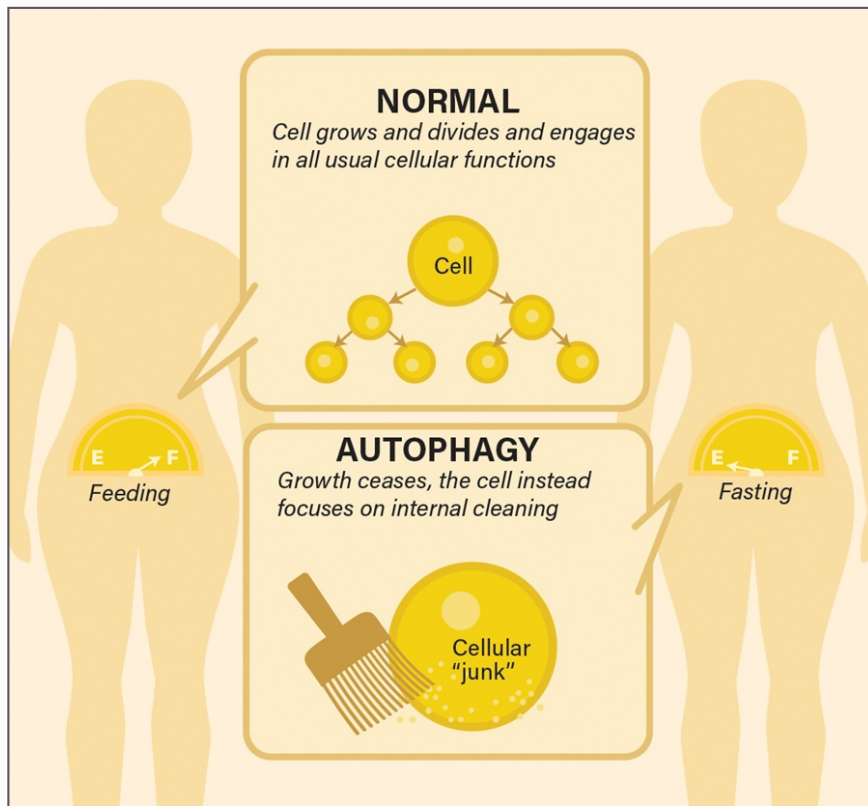 NORMAL
Cell grows and divides and engages
in all usual cellular functions
Cell
E F
Feeding
AUTOPHAGY
Growth ceases, the cell instead
focuses on internal cleaning
Cellular
“junk”
E F
Fasting